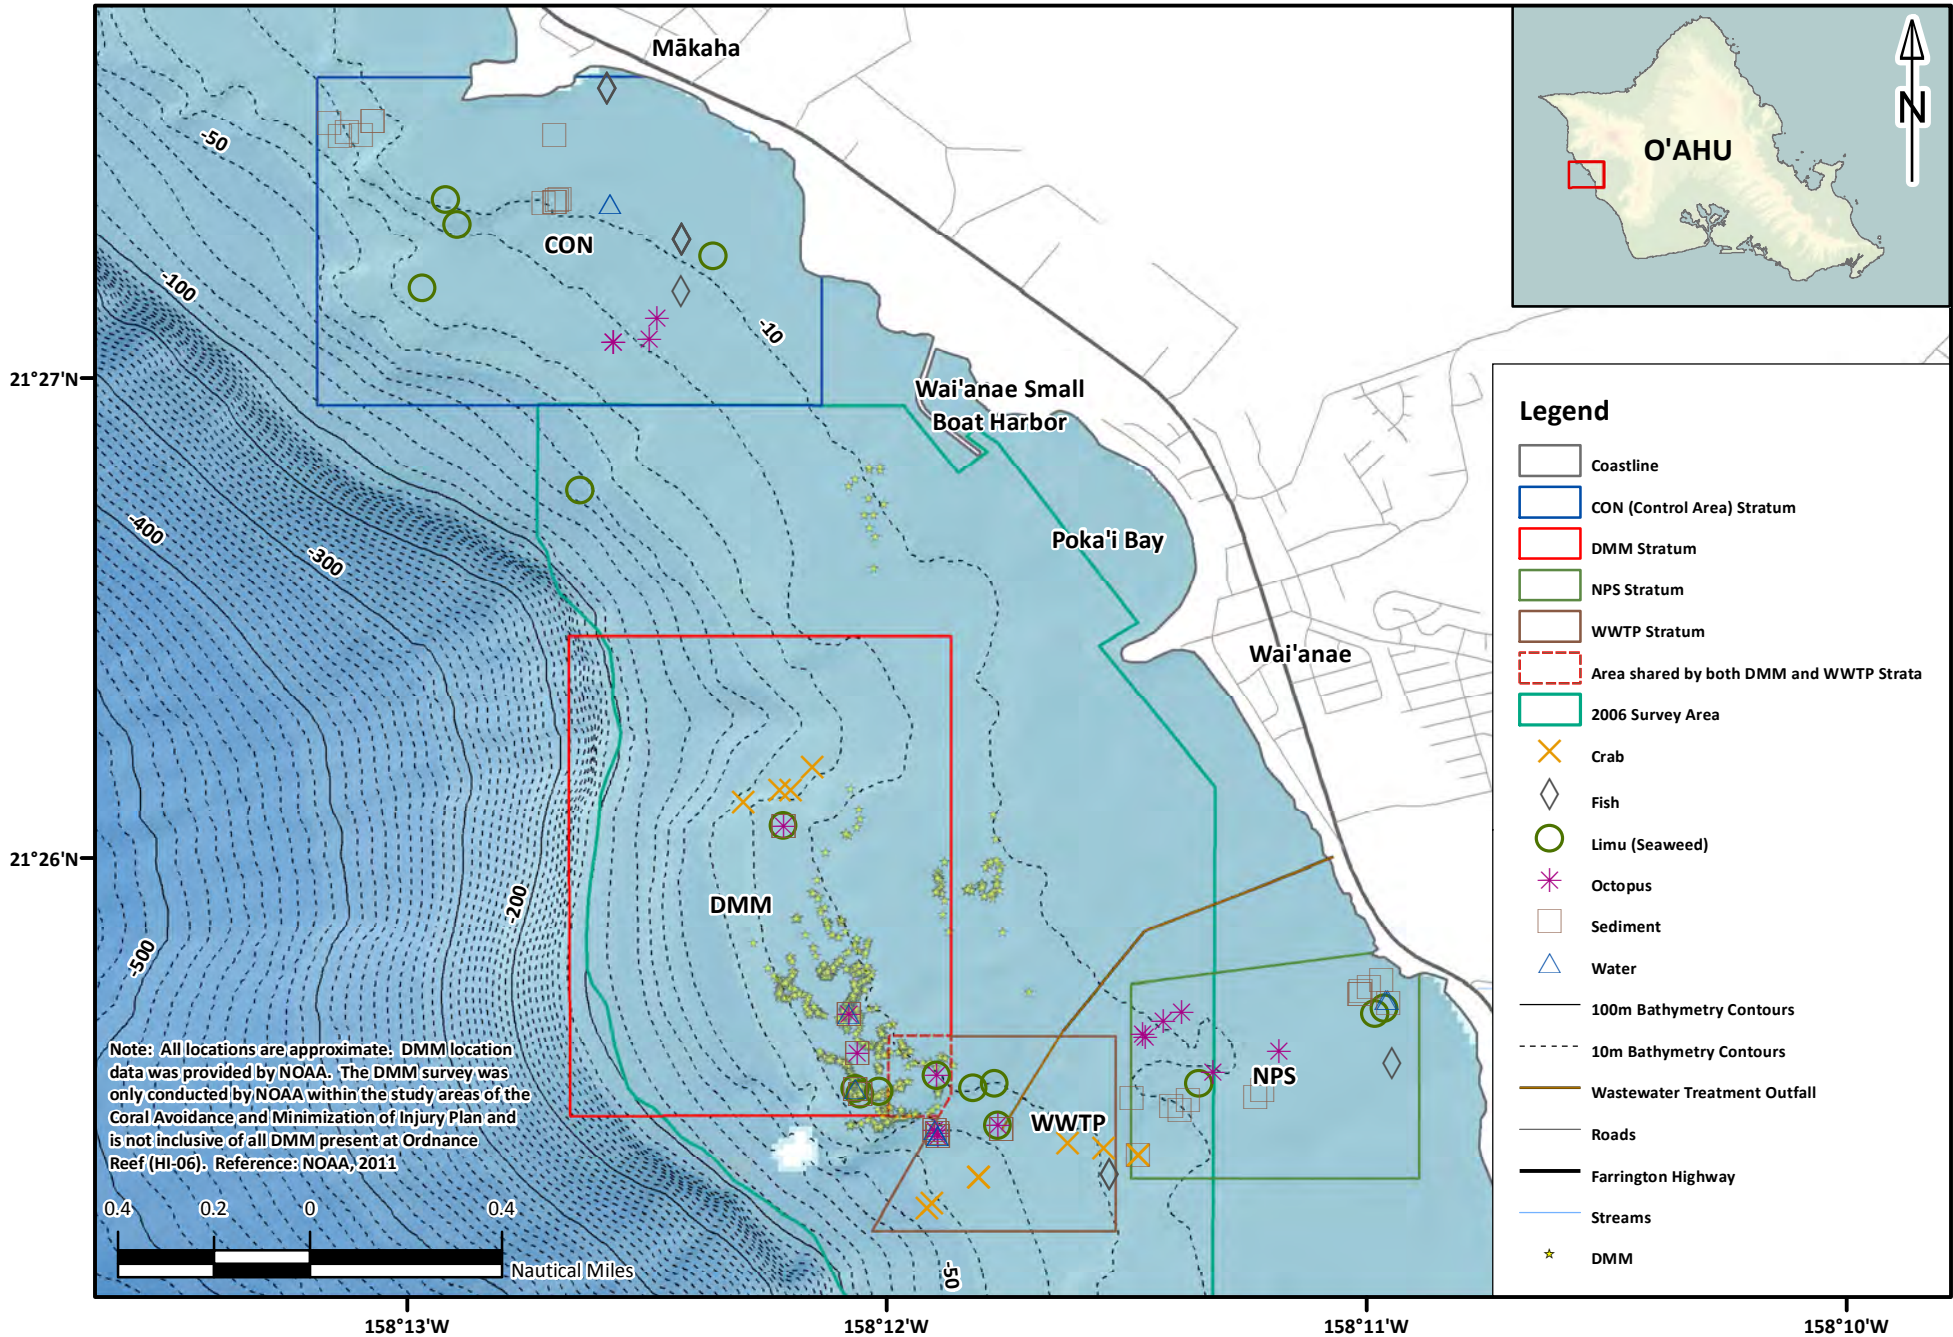 Mākaha
-50
CON
-100
-10
21°27'N
Wai'anae Small
Boat Harbor
-400
-300
Poka'i Bay
Wai'anae
21°26'N
DMM
-200
-500
NPS
WWTP
-50
Note: All locations are approximate. DMM location
data was provided by NOAA. The DMM survey was
only conducted by NOAA within the study areas of the
Coral Avoidance and Minimization of Injury Plan and
is not inclusive of all DMM present at Ordnance
Reef (HI-06). Reference: NOAA, 2011
0.4 0.2 0 0.4
Nautical Miles
158°13'W 158°12'W 158°11'W 158°10'W
O'AHU
N
Legend
Coastline
CON (Control Area) Stratum
DMM Stratum
NPS Stratum
WWTP Stratum
Area shared by both DMM and WWTP Strata
2006 Survey Area
Crab
Fish
Limu (Seaweed)
Octopus
Sediment
Water
100m Bathymetry Contours
10m Bathymetry Contours
Wastewater Treatment Outfall
Roads
Farrington Highway
Streams
DMM